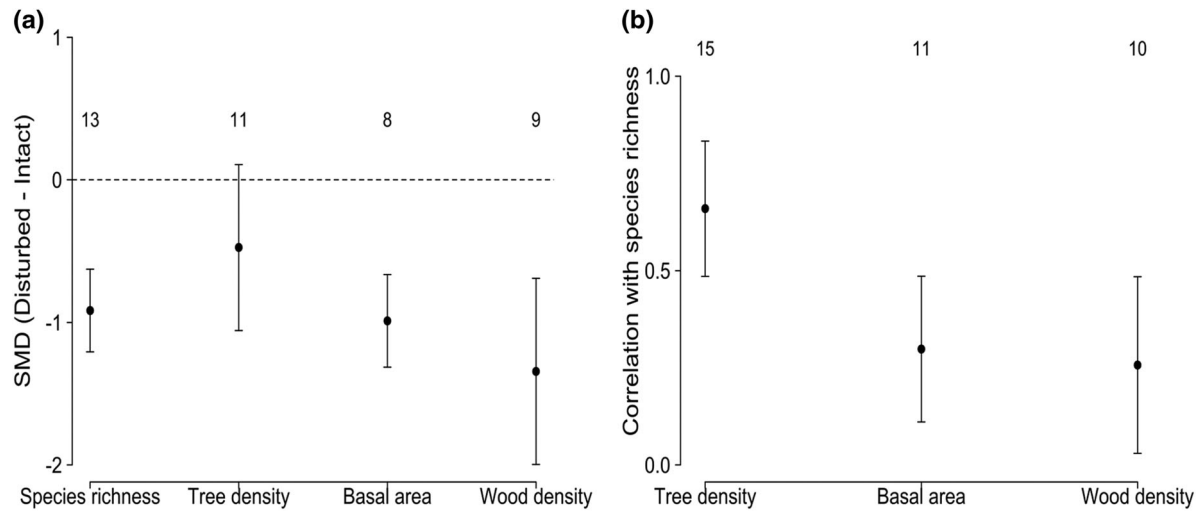 (a)
SMD (Disturbed - Intact)
1
0
-1
-2
13 11 8 9
Species richness Tree density Basal area Wood density
(b)
Correlation with species richness
15 11 10
1.0
0.5
0.0
Tree density Basal area Wood density